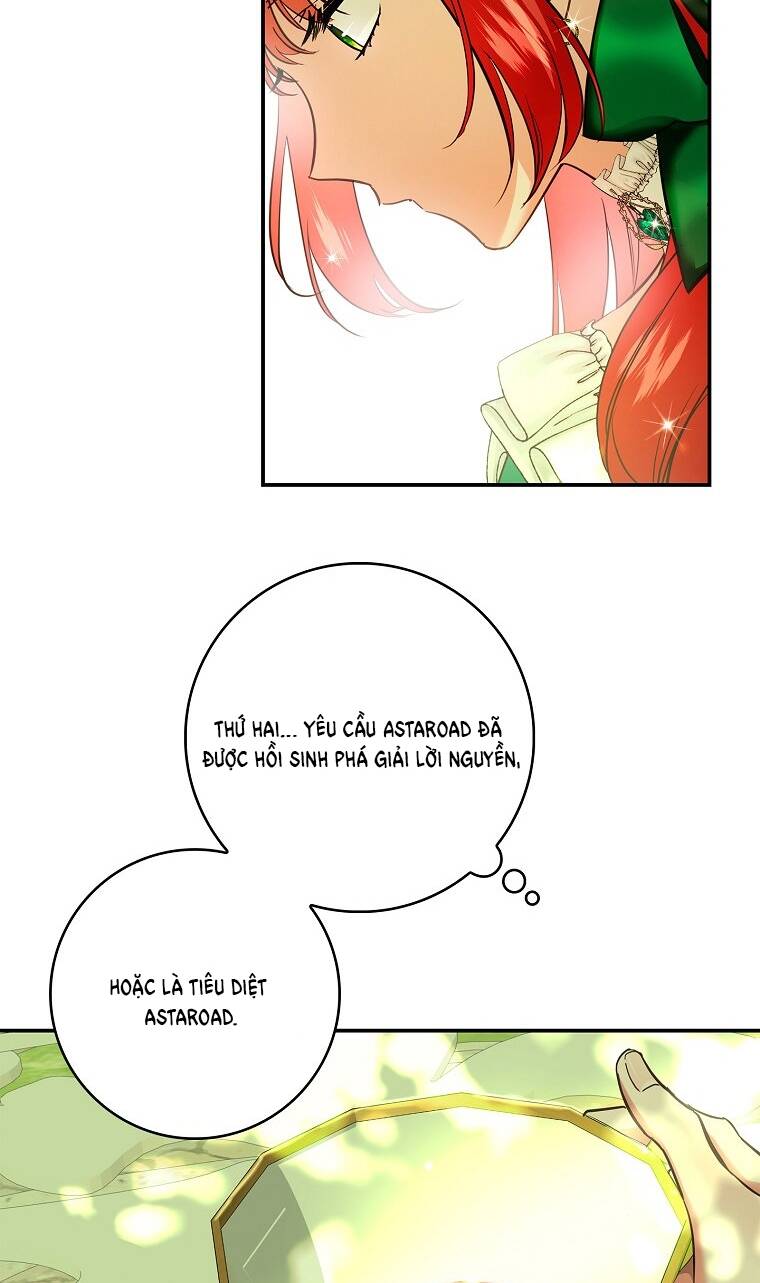 THỨ HAI... YÊU CẦU ASTAROAD ĐÃ
ĐƯỢC HỒI SINH PHÁ GIẢI LỜI NGUYỀN,
HOẶC LÀ TIÊU DIỆT
ASTAROAD.